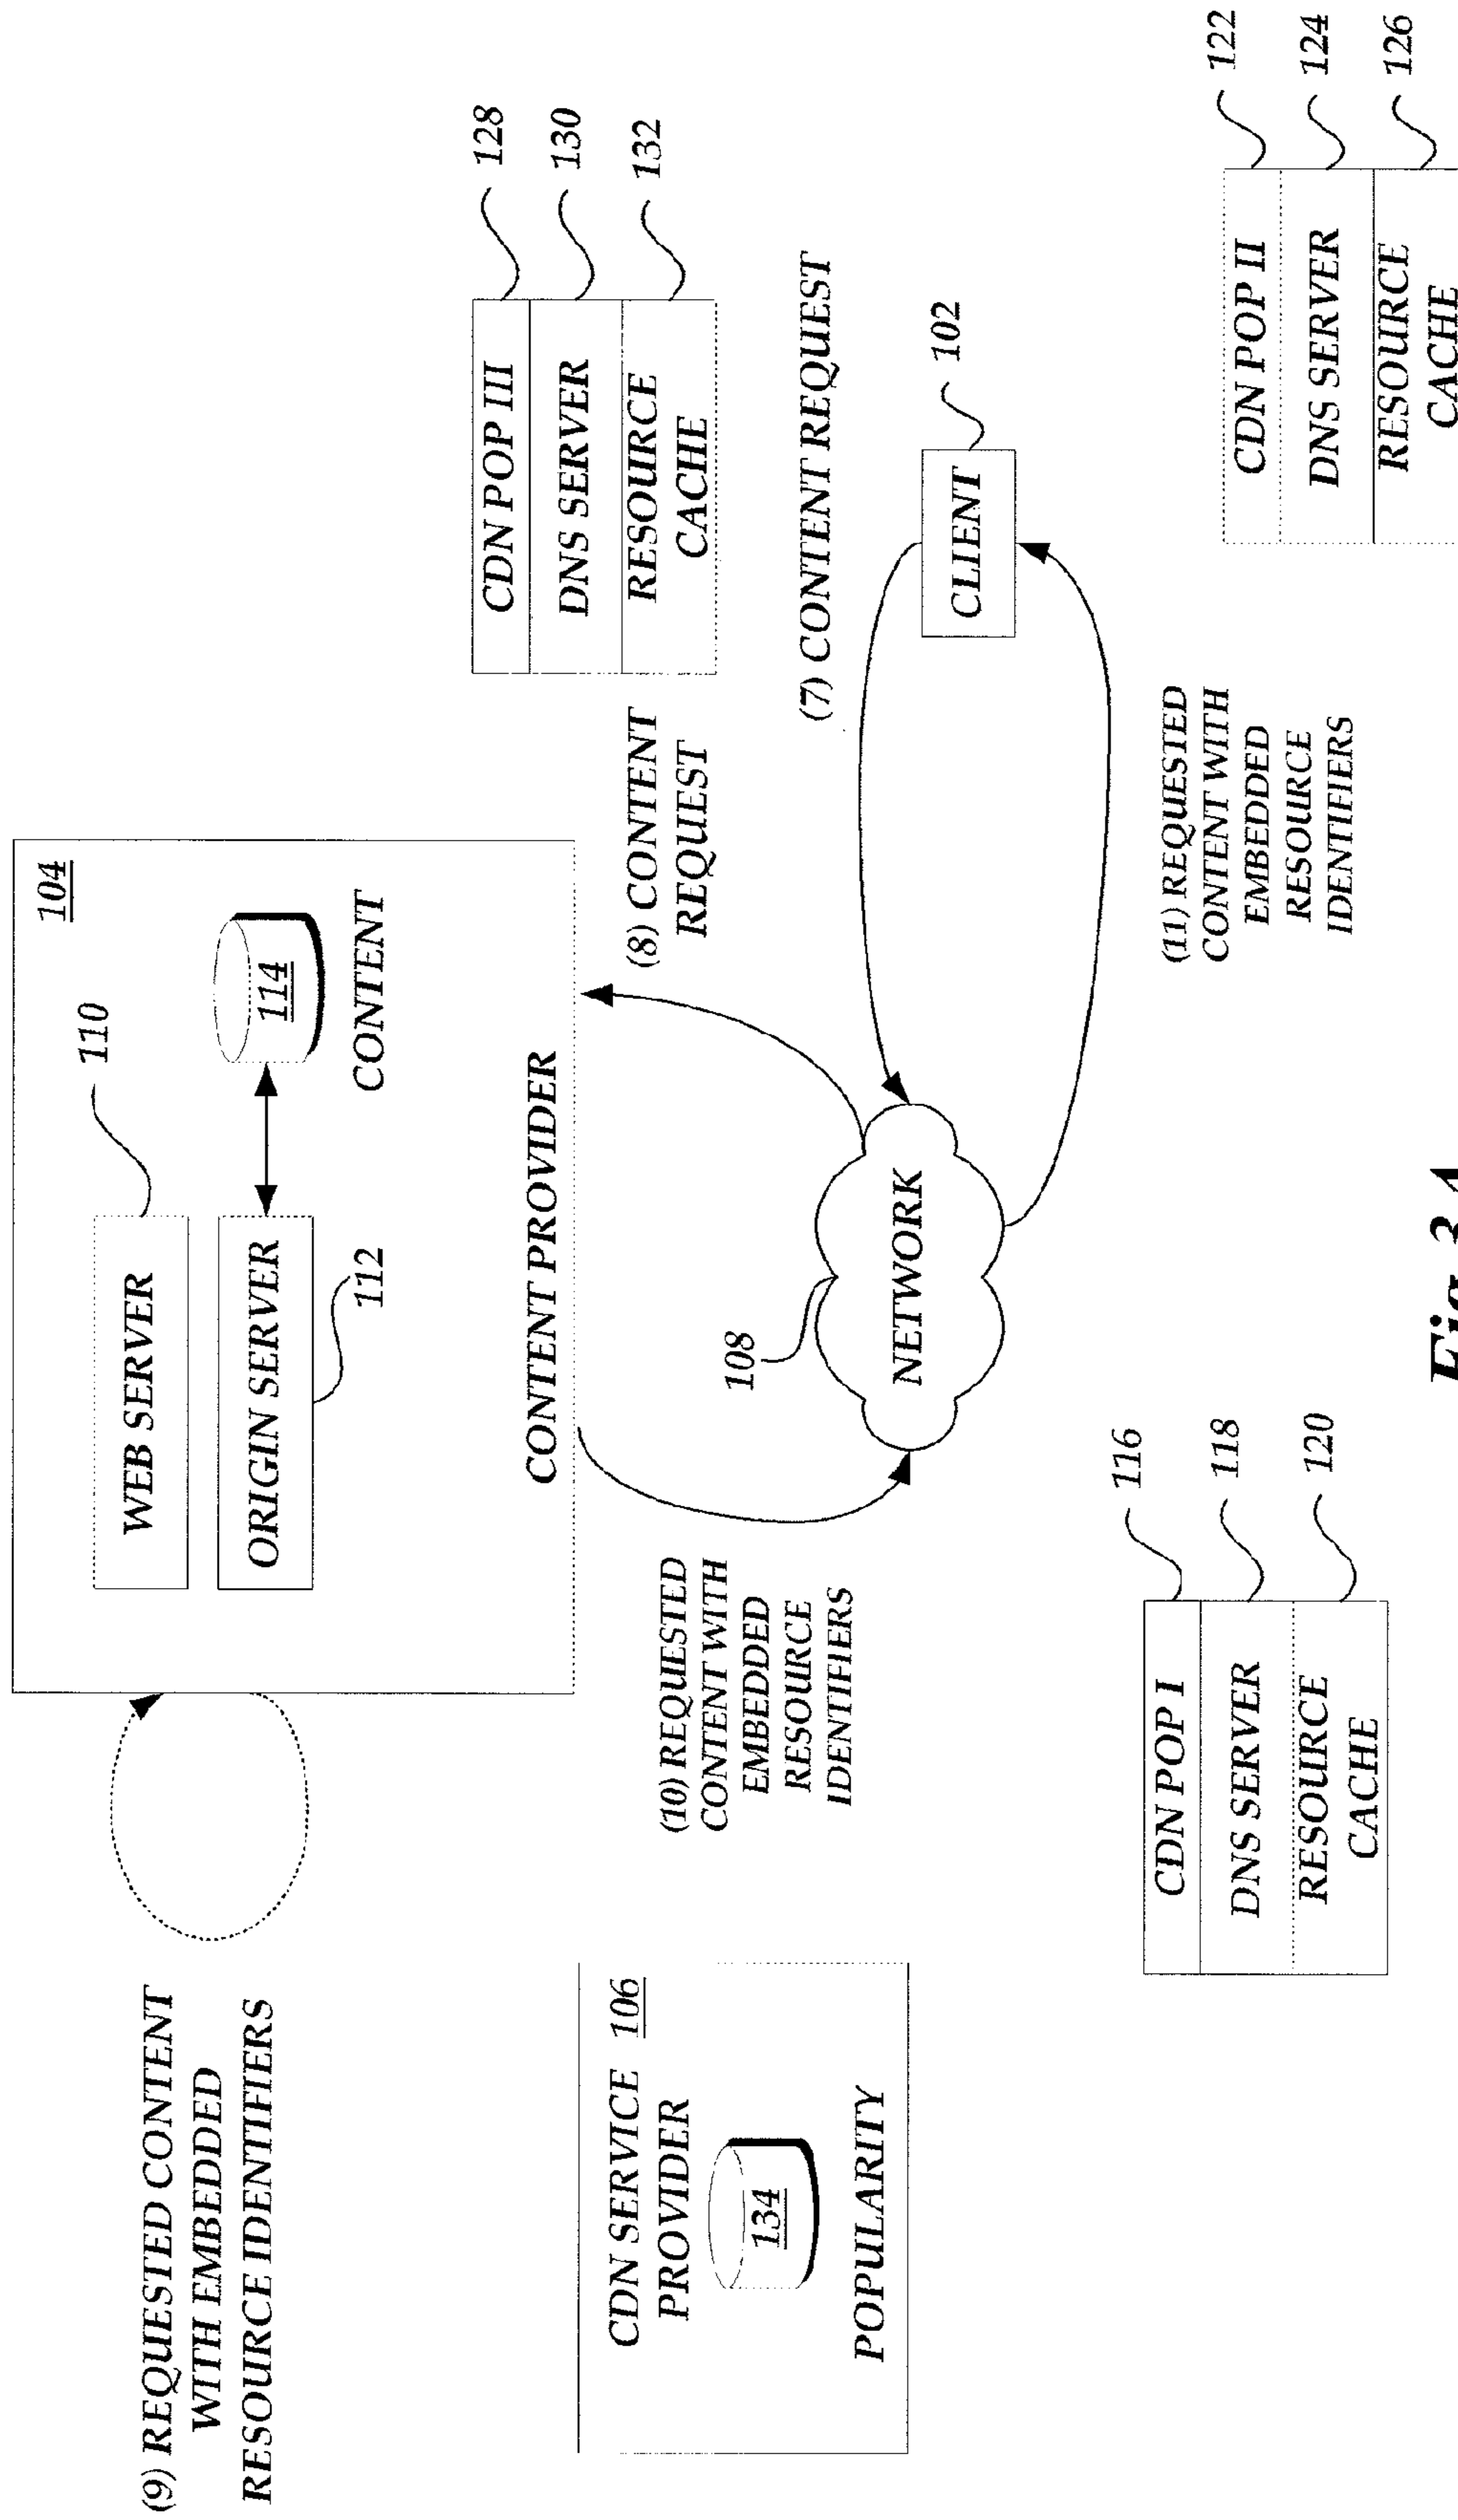 (9) REQUESTED CONTENT
WITH EMBEDDED
RESOURCE IDENTIFIERS
104
WEB SERVER
110
ORIGIN SERVER
112
114
CONTENT
CONTENT PROVIDER
CDN SERVICE
PROVIDER
106
134
POPULARITY
(10) REQUESTED
CONTENT WITH
EMBEDDED
RESOURCE
IDENTIFIERS
(8) CONTENT
REQUEST
CDN POP III
DNS SERVER
RESOURCE
CACHE
128
130
132
108
NETWORK
(7) CONTENT REQUEST
CLIENT
102
(11) REQUESTED
CONTENT WITH
EMBEDDED
RESOURCE
IDENTIFIERS
CDN POP I
DNS SERVER
RESOURCE
CACHE
116
118
120
CDN POP II
DNS SERVER
RESOURCE
CACHE
122
124
126